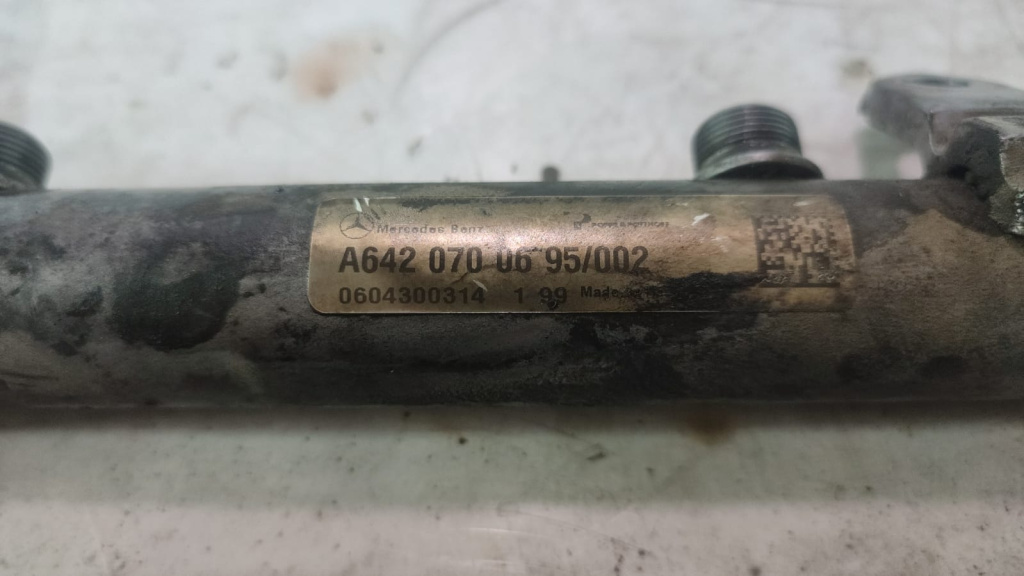 Mercedes Benz
A642 070 06 95/002
0604300314 1 99 Made